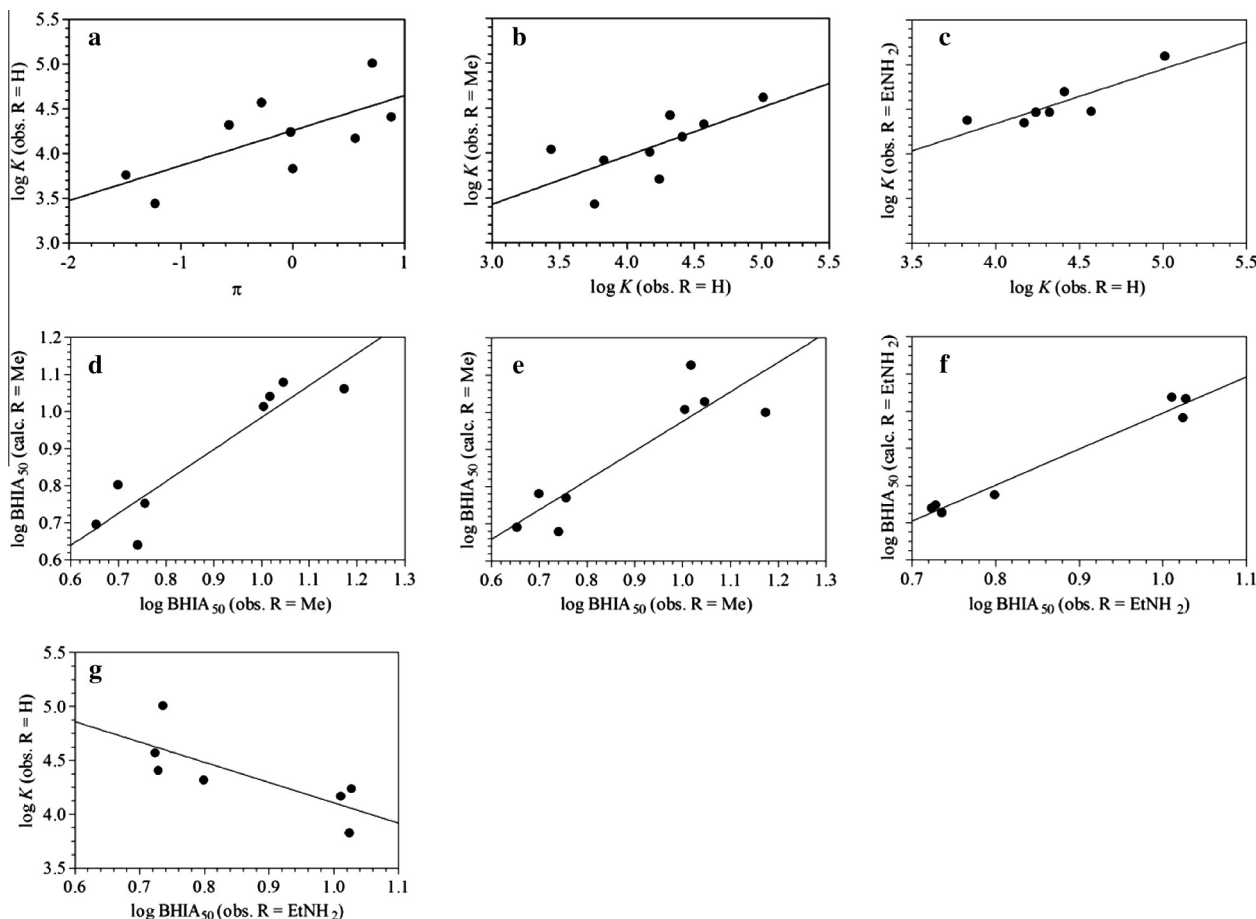 a
log K (obs. R = H)
5.5
5.0
4.5
4.0
3.5
3.0
-2 -1 0 1
π
b
log K (obs. R = Me)
3.0 3.5 4.0 4.5 5.0 5.5
log K (obs. R = H)
c
log K (obs. R = EtNH2)
3.5 4.0 4.5 5.0 5.5
log K (obs. R = H)
d
log BHIA50 (calc. R = Me)
1.2
1.1
1.0
0.9
0.8
0.7
0.6
0.6 0.7 0.8 0.9 1.0 1.1 1.2 1.3
log BHIA50 (obs. R = Me)
e
log BHIA50 (calc. R = Me)
0.6 0.7 0.8 0.9 1.0 1.1 1.2 1.3
log BHIA50 (obs. R = Me)
f
log BHIA50 (calc. R = EtNH2)
0.7 0.8 0.9 1.0 1.1
log BHIA50 (obs. R = EtNH2)
g
log K (obs. R = H)
5.5
5.0
4.5
4.0
3.5
0.6 0.7 0.8 0.9 1.0 1.1
log BHIA50 (obs. R = EtNH2)